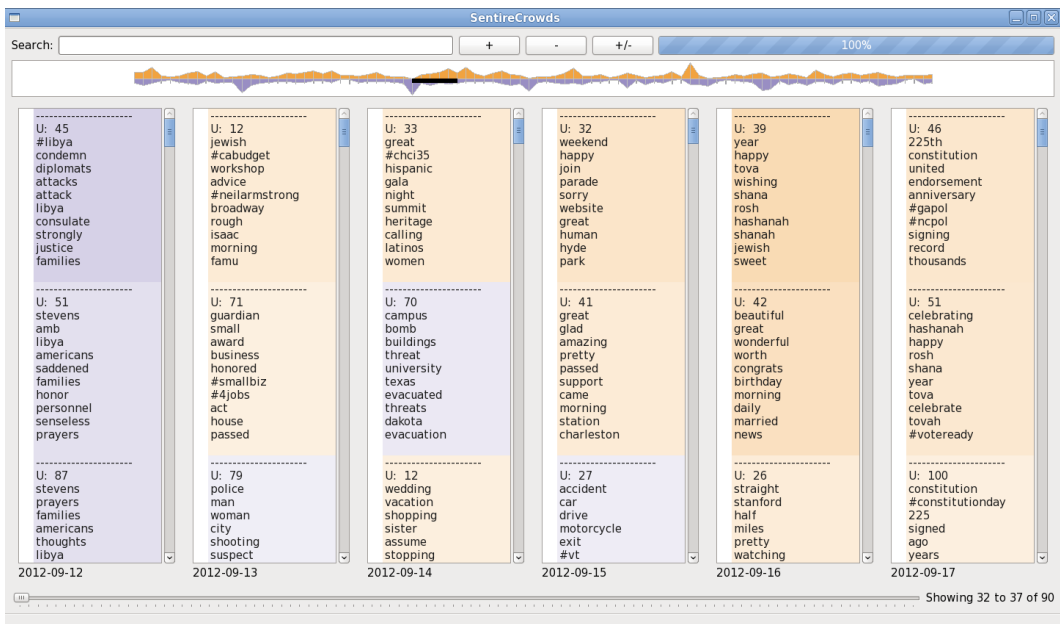 SentireCrowds
Search:
+
-
+/-
100%
------------------------
U: 45
#libya
condemn
diplomats
attacks
attack
libya
consulate
strongly
justice
families
------------------------
U: 51
stevens
amb
libya
americans
saddened
families
honor
personnel
senseless
prayers
------------------------
U: 87
stevens
prayers
families
americans
thoughts
libya
2012-09-12
------------------------
U: 12
jewish
#cabudget
workshop
advice
#neilarmstrong
broadway
rough
isaac
morning
famu
------------------------
U: 71
guardian
small
award
business
honored
#smallbiz
#4jobs
act
house
passed
------------------------
U: 79
police
man
woman
city
shooting
suspect
2012-09-13
------------------------
U: 33
great
#chci35
hispanic
gala
night
summit
heritage
calling
latinos
women
------------------------
U: 70
campus
bomb
buildings
threat
university
texas
evacuated
threats
dakota
evacuation
------------------------
U: 12
wedding
vacation
shopping
sister
assume
stopping
2012-09-14
------------------------
U: 32
weekend
happy
join
parade
sorry
website
great
human
hyde
park
------------------------
U: 41
great
glad
amazing
pretty
passed
support
came
morning
station
charleston
------------------------
U: 27
accident
car
drive
motorcycle
exit
#vt
2012-09-15
------------------------
U: 39
year
happy
tova
wishing
shana
rosh
hashanah
shanah
jewish
sweet
------------------------
U: 42
beautiful
great
wonderful
worth
congrats
birthday
morning
daily
married
news
------------------------
U: 26
straight
stanford
half
miles
pretty
watching
2012-09-16
------------------------
U: 46
225th
constitution
united
endorsement
anniversary
#gapol
#ncpol
signing
record
thousands
------------------------
U: 51
celebrating
hashanah
happy
rosh
shana
year
tova
celebrate
tovah
#voteready
------------------------
U: 100
constitution
#constitutionday
225
signed
ago
years
2012-09-17
Showing 32 to 37 of 90